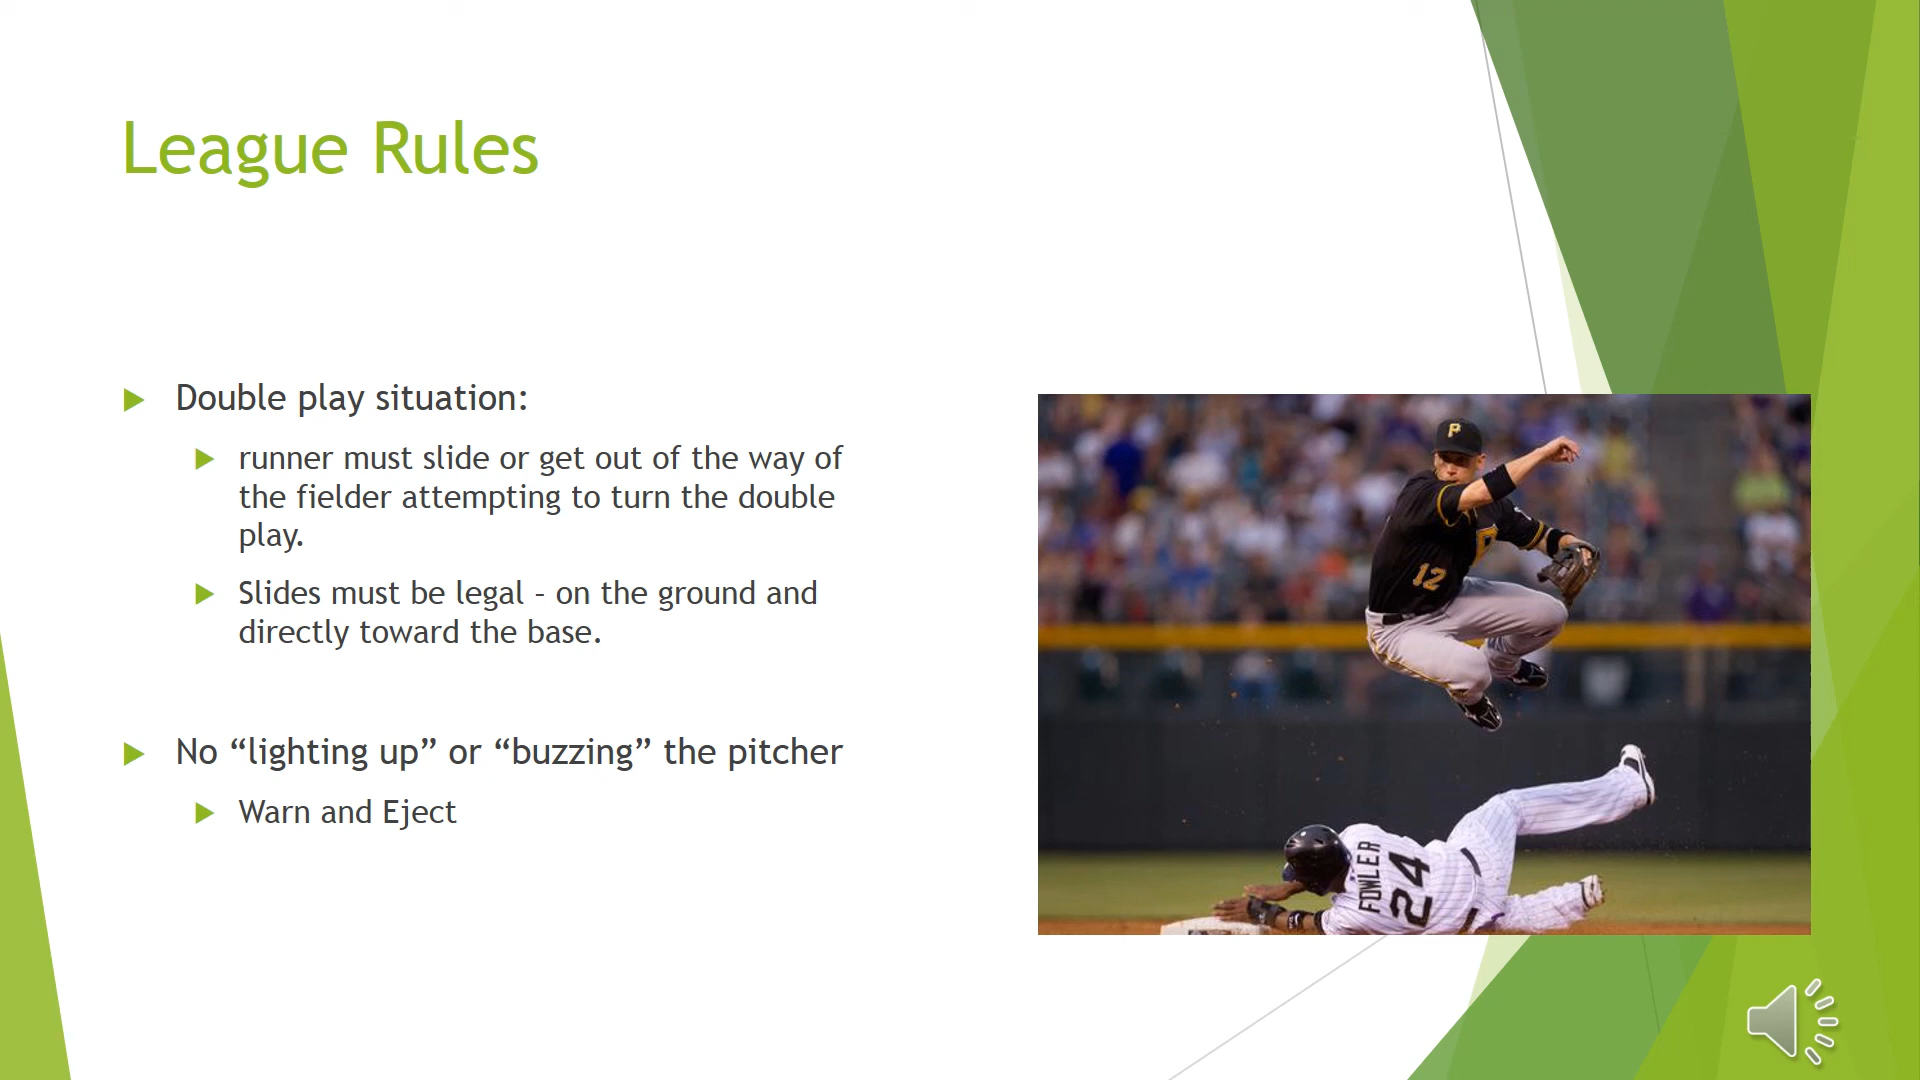 League Rules
Double play situation:
runner must slide or get out of the way of
the fielder attempting to turn the double
play.
Slides must be legal – on the ground and
directly toward the base.
No “lighting up” or “buzzing” the pitcher
Warn and Eject
P
12
P
FOWLER
24